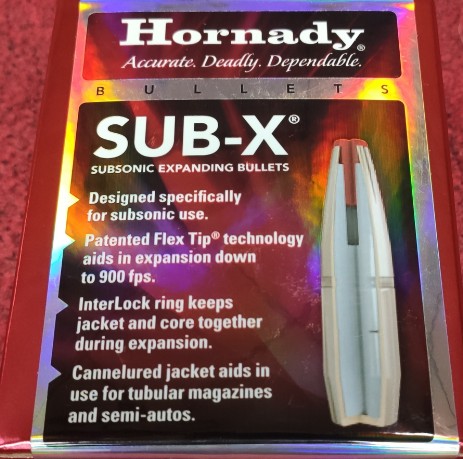 Hornady®
Accurate. Deadly. Dependable.
BULLETS
SUB-X®
SUBSONIC EXPANDING BULLETS
Designed specifically
for subsonic use.
Patented Flex Tip® technology
aids in expansion down
to 900 fps.
InterLock ring keeps
jacket and core together
during expansion.
Cannelured jacket aids in
use for tubular magazines
and semi-autos.